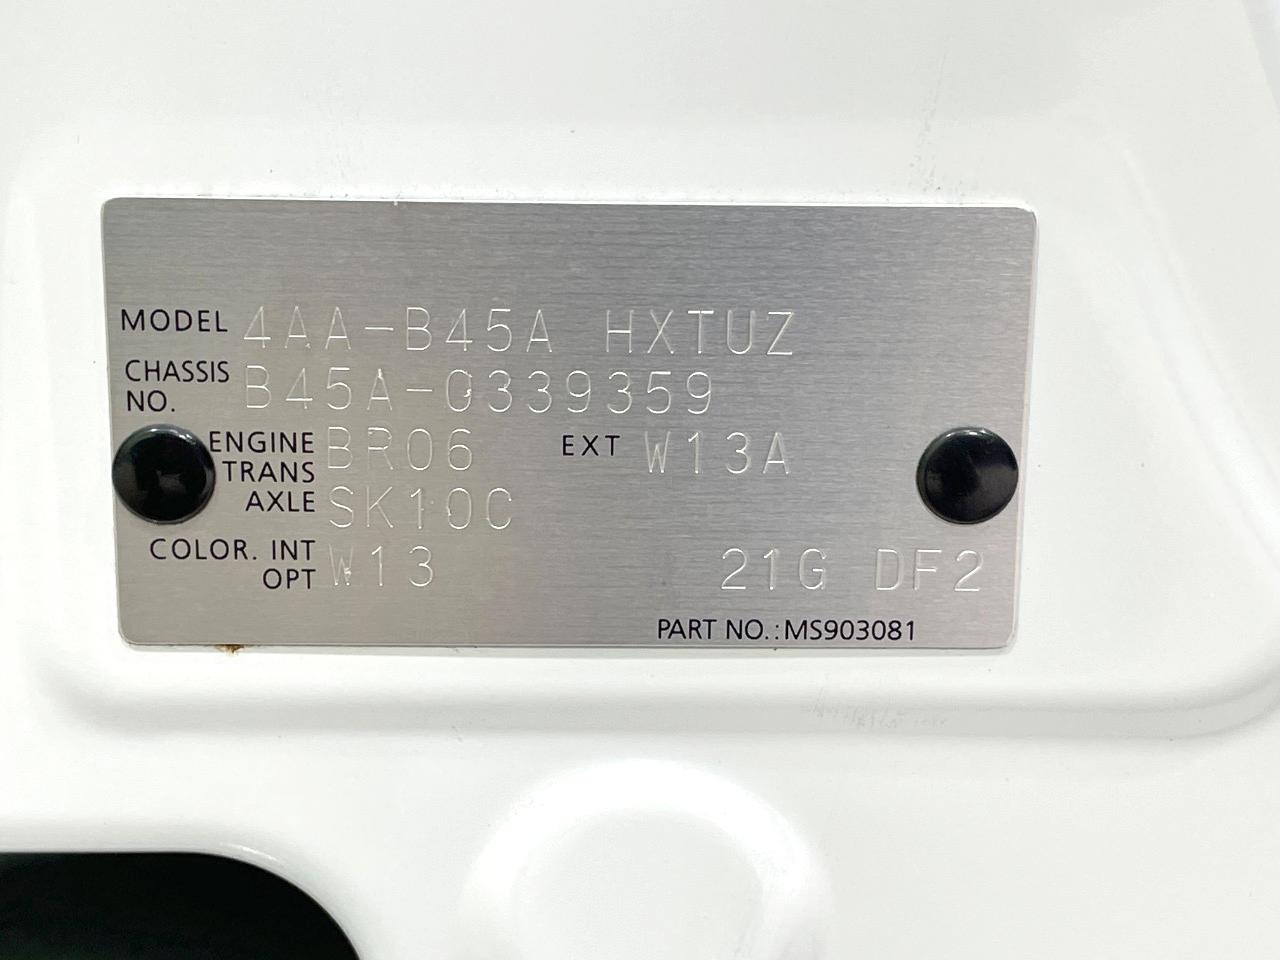 MODEL 4AA-B45A HXTUZ
CHASSIS NO. B45A-0339359
ENGINE BR06 EXT W13A
TRANS AXLE SK10C
COLOR. INT OPT W13 21G DF2
PART NO.: MS903081